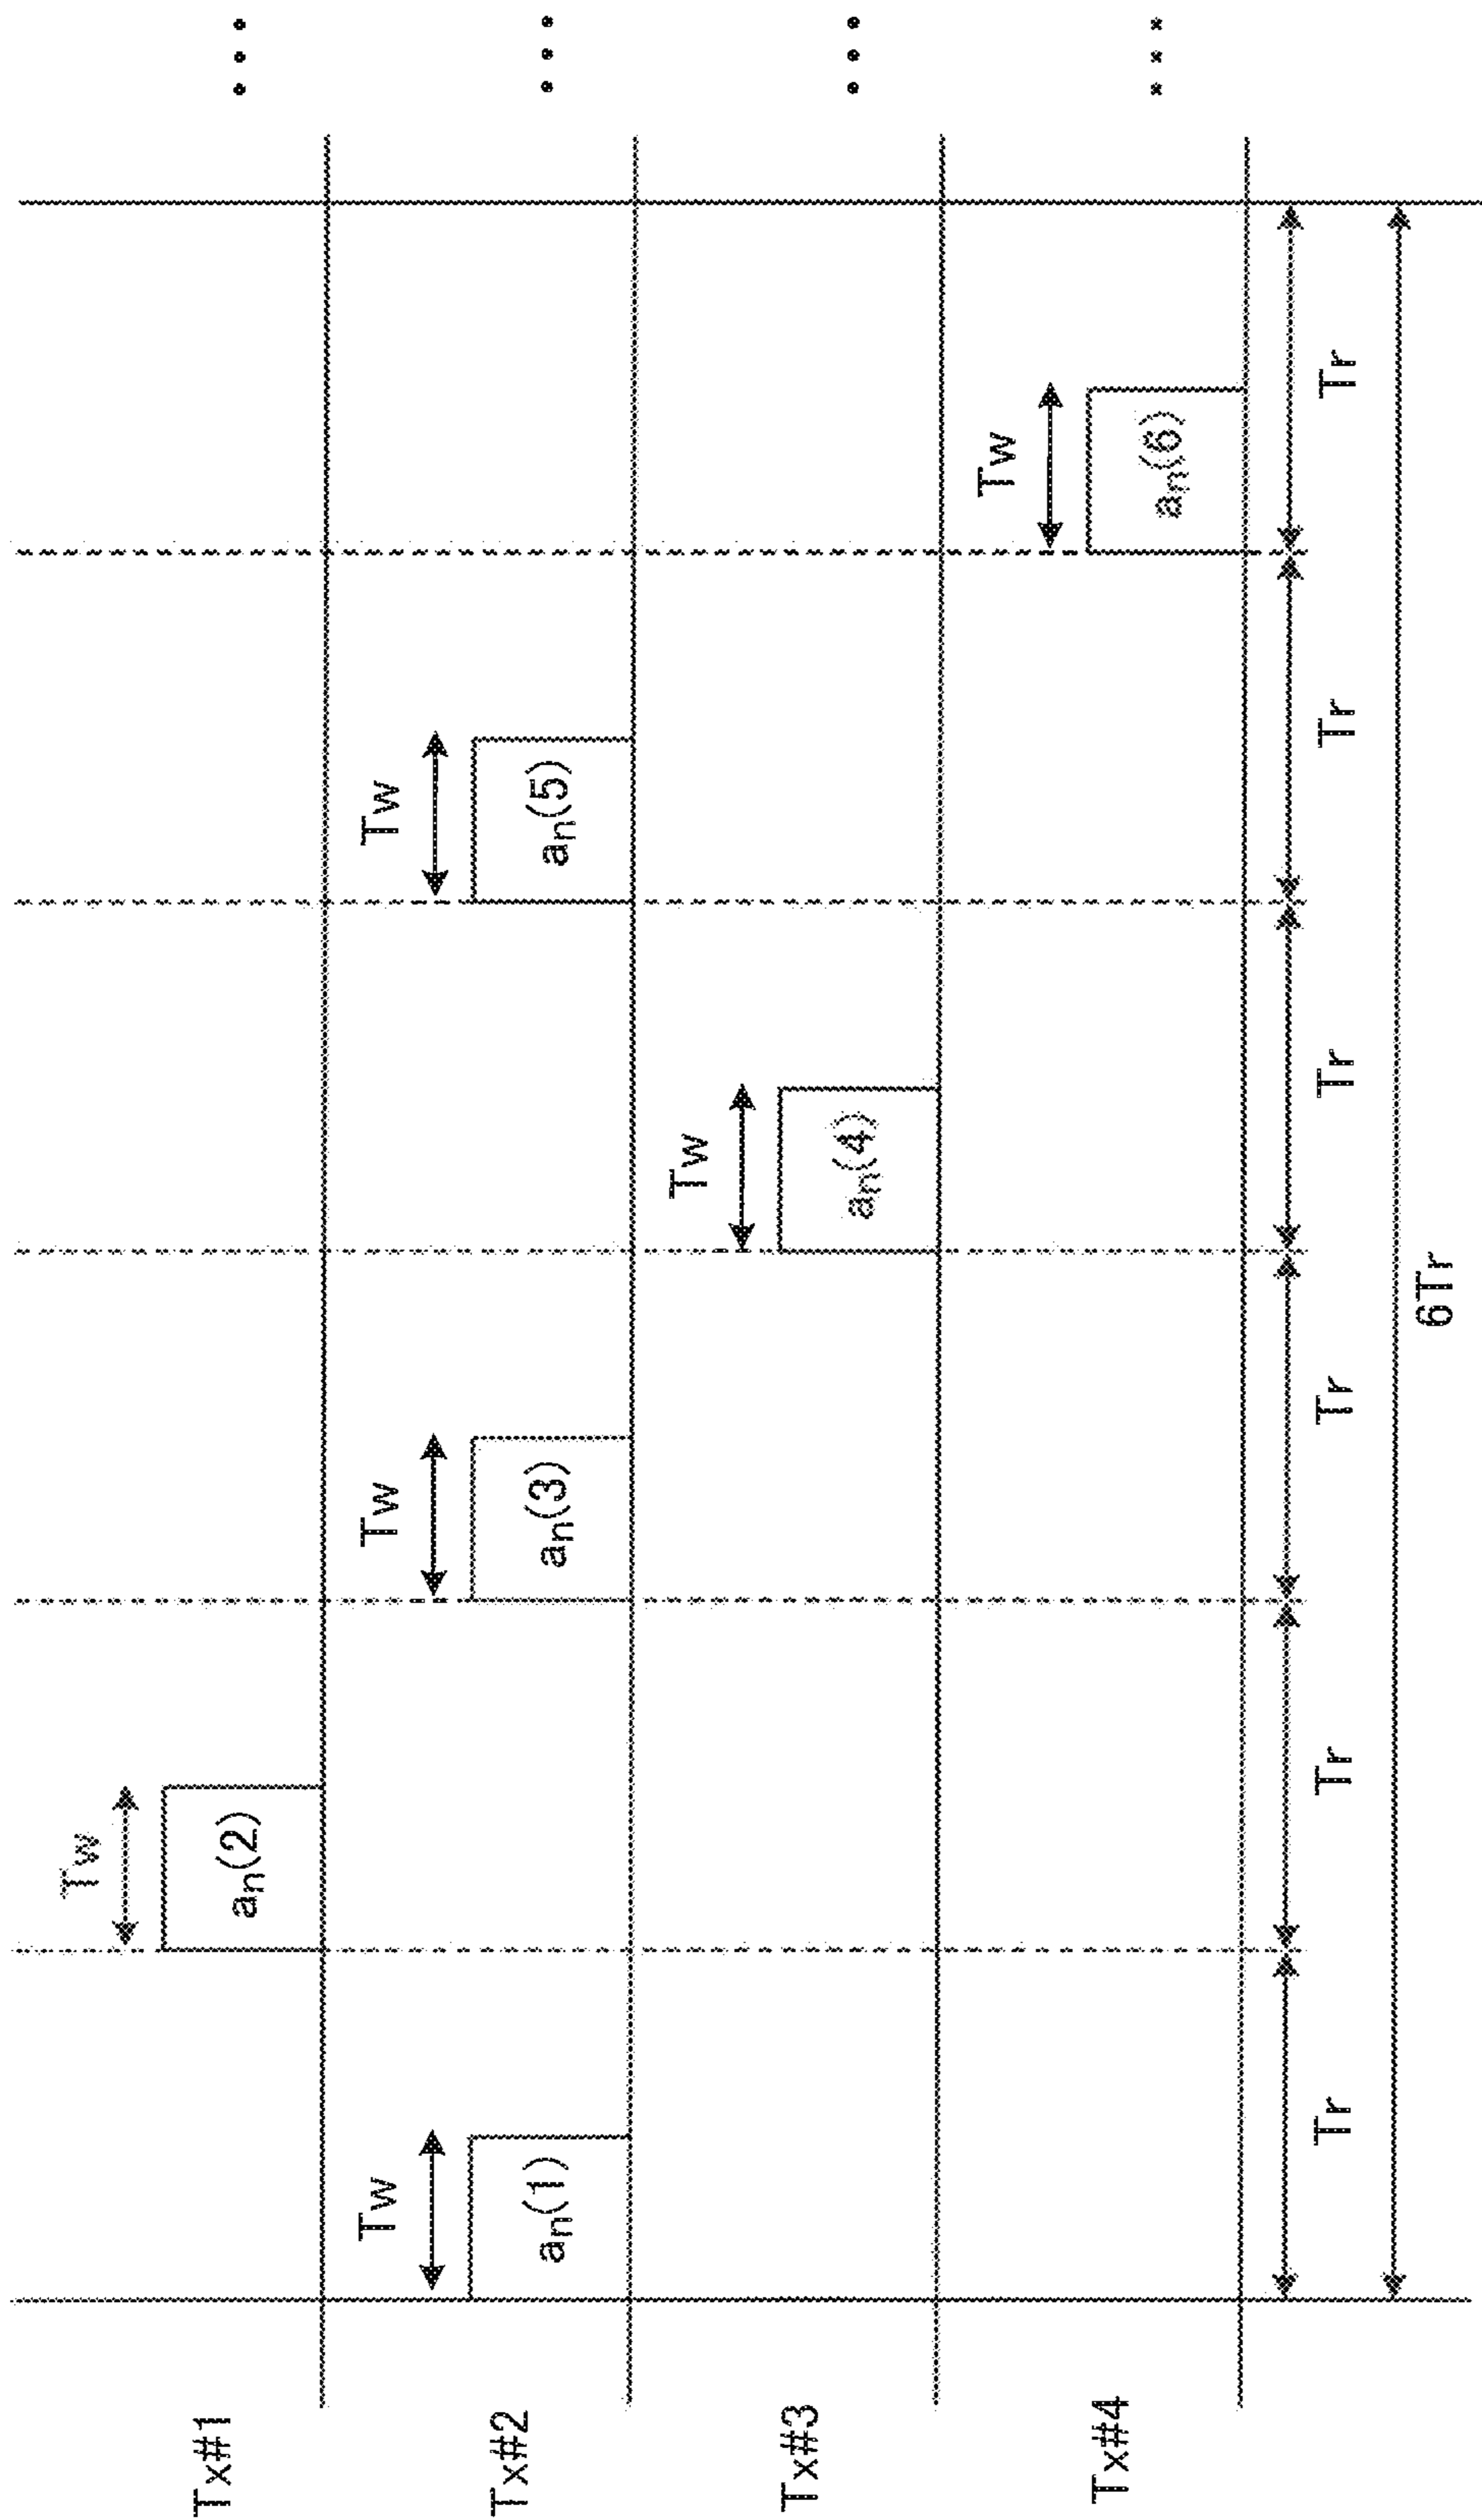 Tx#1
Tw
aₙ(2)
Tx#2
Tw
aₙ(1)
Tw
aₙ(3)
Tw
aₙ(5)
Tx#3
Tw
aₙ(4)
Tx#4
Tw
aₙ(6)
Tr
Tr
Tr
Tr
Tr
Tr
6Tr